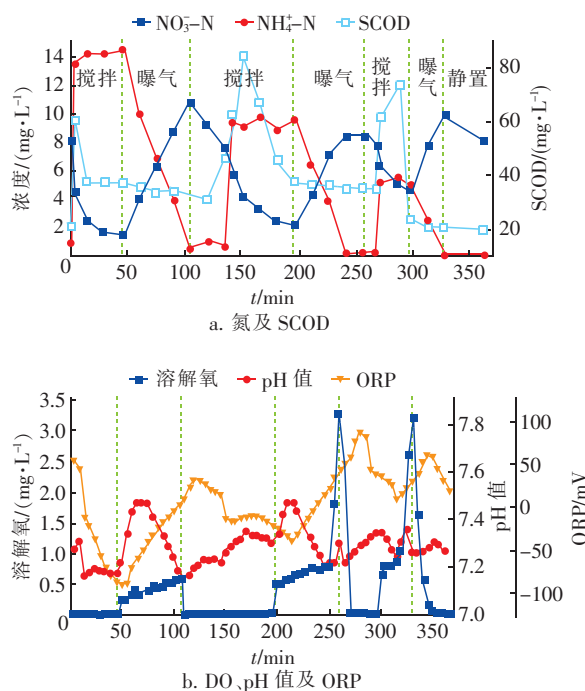 NO₃⁻–N NH₄⁺–N SCOD
搅拌 曝气 搅拌 曝气 搅拌 曝气 静置
浓度/(mg·L⁻¹)
14
12
10
8
6
4
2
SCOD/(mg·L⁻¹)
80
60
40
20
0 50 100 150 200 250 300 350
t/min
a. 氮及 SCOD
溶解氧 pH 值 ORP
溶解氧/(mg·L⁻¹)
3.5
3.0
2.5
2.0
1.5
1.0
0.5
pH 值
7.8
7.6
7.4
7.2
7.0
ORP/mV
100
50
0
-50
-100
0 50 100 150 200 250 300 350
t/min
b. DO、pH 值及 ORP